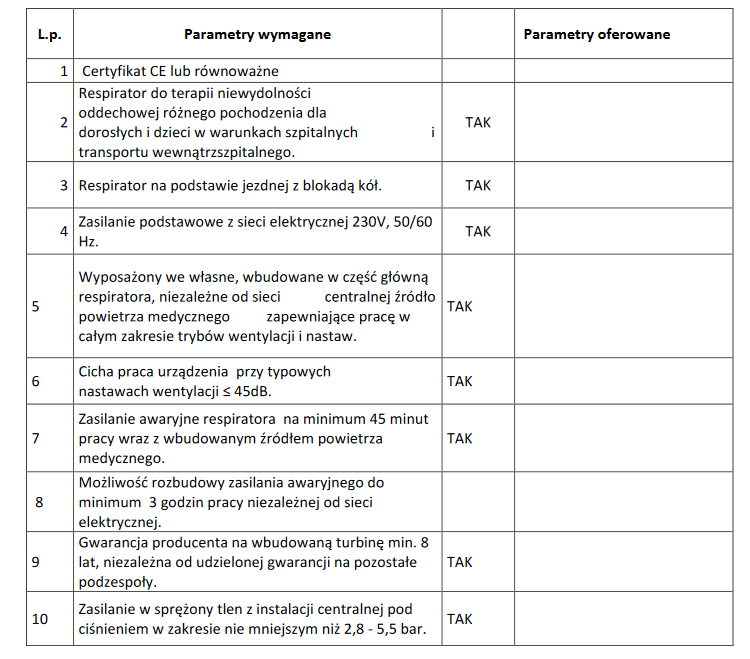 L.p. Parametry wymagane Parametry oferowane
1 Certyfikat CE lub równoważne
2 Respirator do terapii niewydolności
oddechowej różnego pochodzenia dla
dorosłych i dzieci w warunkach szpitalnych i
transportu wewnątrzszpitalnego.
TAK
3 Respirator na podstawie jezdnej z blokadą kół. TAK
4 Zasilanie podstawowe z sieci elektrycznej 230V, 50/60
Hz.
TAK
5 Wyposażony we własne, wbudowane w część główną
respiratora, niezależne od sieci centralnej źródło
powietrza medycznego zapewniające pracę w
całym zakresie trybów wentylacji i nastaw.
TAK
6 Cicha praca urządzenia przy typowych
nastawach wentylacji ≤ 45dB.
TAK
7 Zasilanie awaryjne respiratora na minimum 45 minut
pracy wraz z wbudowanym źródłem powietrza
medycznego.
TAK
8 Możliwość rozbudowy zasilania awaryjnego do
minimum 3 godzin pracy niezależnej od sieci
elektrycznej.
9 Gwarancja producenta na wbudowaną turbinę min. 8
lat, niezależna od udzielonej gwarancji na pozostałe
podzespoły.
TAK
10 Zasilanie w sprężony tlen z instalacji centralnej pod
ciśnieniem w zakresie nie mniejszym niż 2,8 - 5,5 bar.
TAK